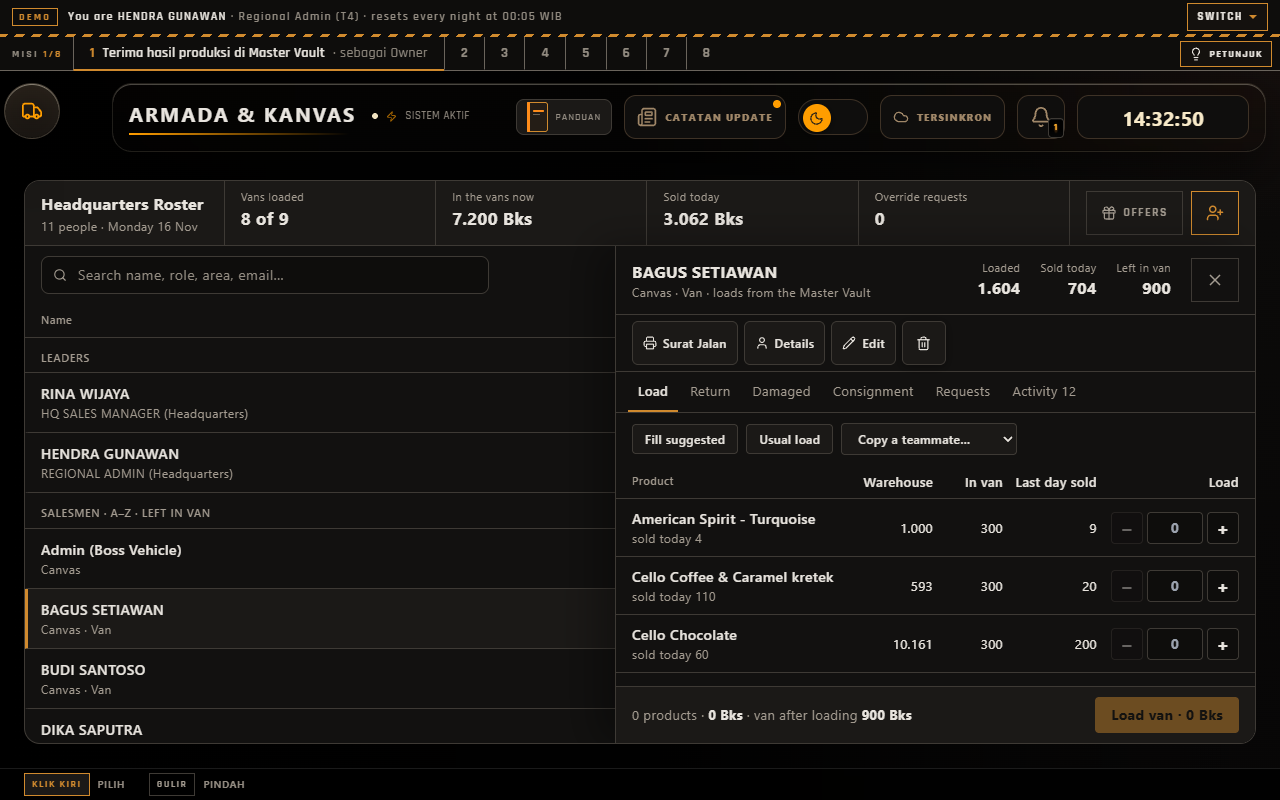 DEMO You are HENDRA GUNAWAN · Regional Admin (T4) · resets every night at 00:05 WIB SWITCH
MISI 1/8 1 Terima hasil produksi di Master Vault · sebagai Owner 2 3 4 5 6 7 8 PETUNJUK
ARMADA & KANVAS SISTEM AKTIF PANDUAN CATATAN UPDATE TERSINKRON 1 14:32:50
Headquarters Roster
11 people · Monday 16 Nov
Vans loaded
8 of 9
In the vans now
7.200 Bks
Sold today
3.062 Bks
Override requests
0
OFFERS
Search name, role, area, email...
Name
LEADERS
RINA WIJAYA
HQ SALES MANAGER (Headquarters)
HENDRA GUNAWAN
REGIONAL ADMIN (Headquarters)
SALESMEN · A–Z · LEFT IN VAN
Admin (Boss Vehicle)
Canvas
BAGUS SETIAWAN
Canvas · Van
BUDI SANTOSO
Canvas · Van
DIKA SAPUTRA
BAGUS SETIAWAN
Canvas · Van · loads from the Master Vault
Loaded
1.604
Sold today
704
Left in van
900
Surat Jalan Details Edit
Load Return Damaged Consignment Requests Activity 12
Fill suggested Usual load Copy a teammate...
Product Warehouse In van Last day sold Load
American Spirit - Turquoise 1.000 300 9 – 0 +
sold today 4
Cello Coffee & Caramel kretek 593 300 20 – 0 +
sold today 110
Cello Chocolate 10.161 300 200 – 0 +
sold today 60
0 products · 0 Bks · van after loading 900 Bks Load van · 0 Bks
KLIK KIRI PILIH GULIR PINDAH